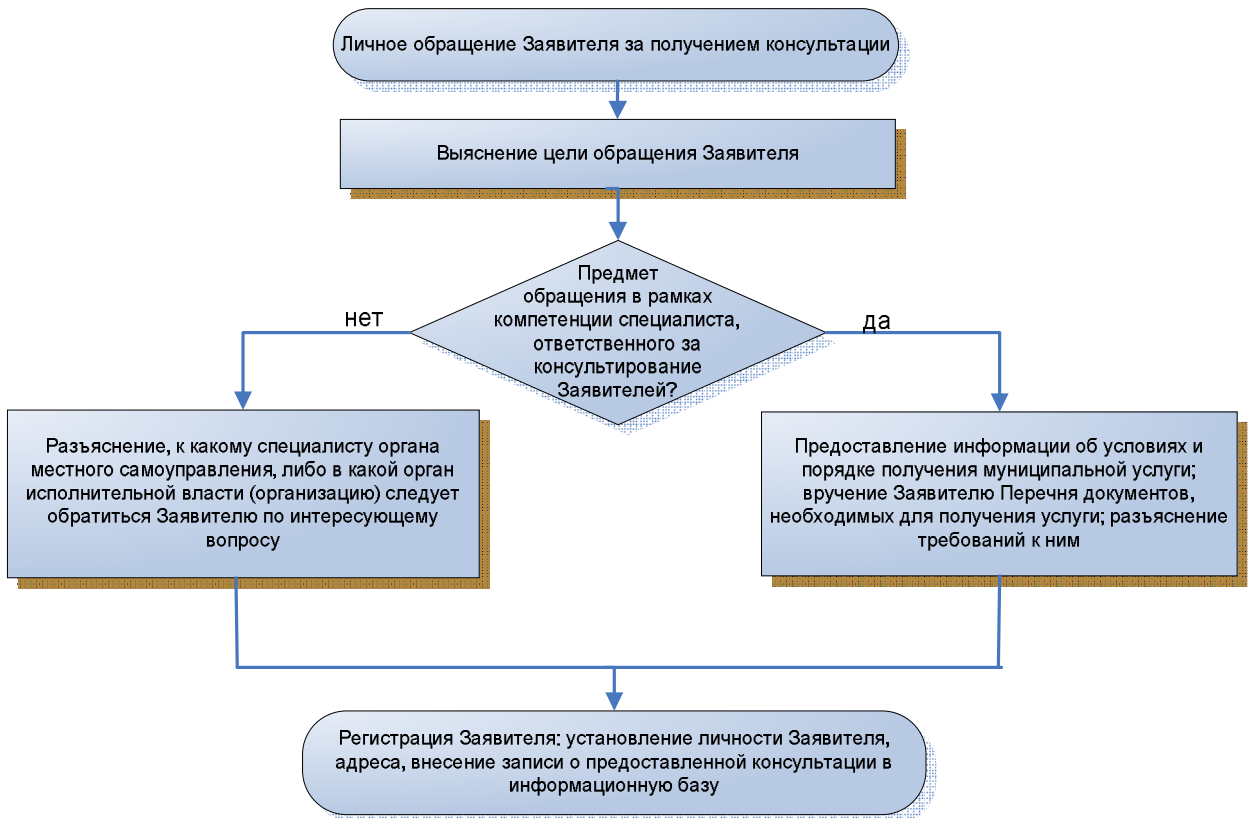 Личное обращение Заявителя за получением консультации
Выяснение цели обращения Заявителя
Предмет
обращения в рамках
компетенции специалиста,
ответственного за
консультирование
Заявителей?
нет
да
Разъяснение, к какому специалисту органа
местного самоуправления, либо в какой орган
исполнительной власти (организацию) следует
обратиться Заявителю по интересующему
вопросу
Предоставление информации об условиях и
порядке получения муниципальной услуги;
вручение Заявителю Перечня документов,
необходимых для получения услуги; разъяснение
требований к ним
Регистрация Заявителя: установление личности Заявителя,
адреса, внесение записи о предоставленной консультации в
информационную базу